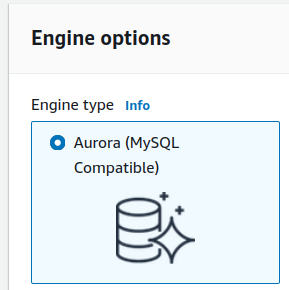 Engine options
Engine type Info
Aurora (MySQL
Compatible)